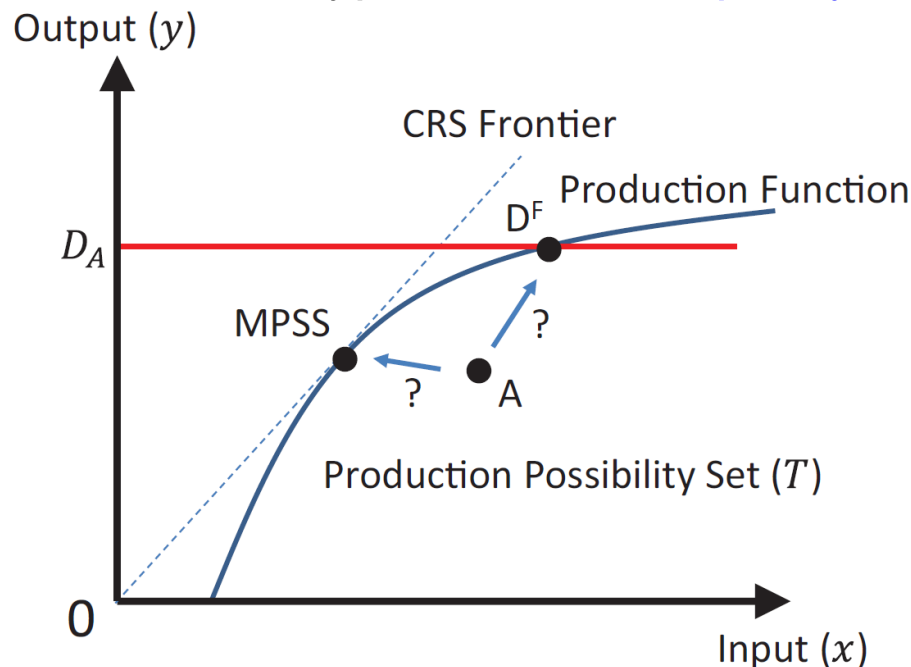 Output (y)
CRS Frontier
Production Function
D^F
D_A
MPSS
?
?
A
Production Possibility Set (T)
0
Input (x)